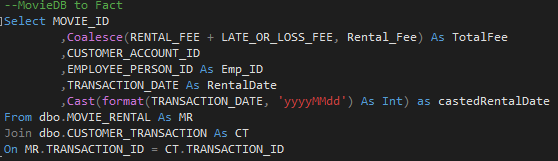 --MovieDB to Fact
Select MOVIE_ID
,Coalesce(RENTAL_FEE + LATE_OR_LOSS_FEE, Rental_Fee) As TotalFee
,CUSTOMER_ACCOUNT_ID
,EMPLOYEE_PERSON_ID As Emp_ID
,TRANSACTION_DATE As RentalDate
,Cast(format(TRANSACTION_DATE, 'yyyyMMdd') As Int) as castedRentalDate
From dbo.MOVIE_RENTAL As MR
Join dbo.CUSTOMER_TRANSACTION As CT
On MR.TRANSACTION_ID = CT.TRANSACTION_ID